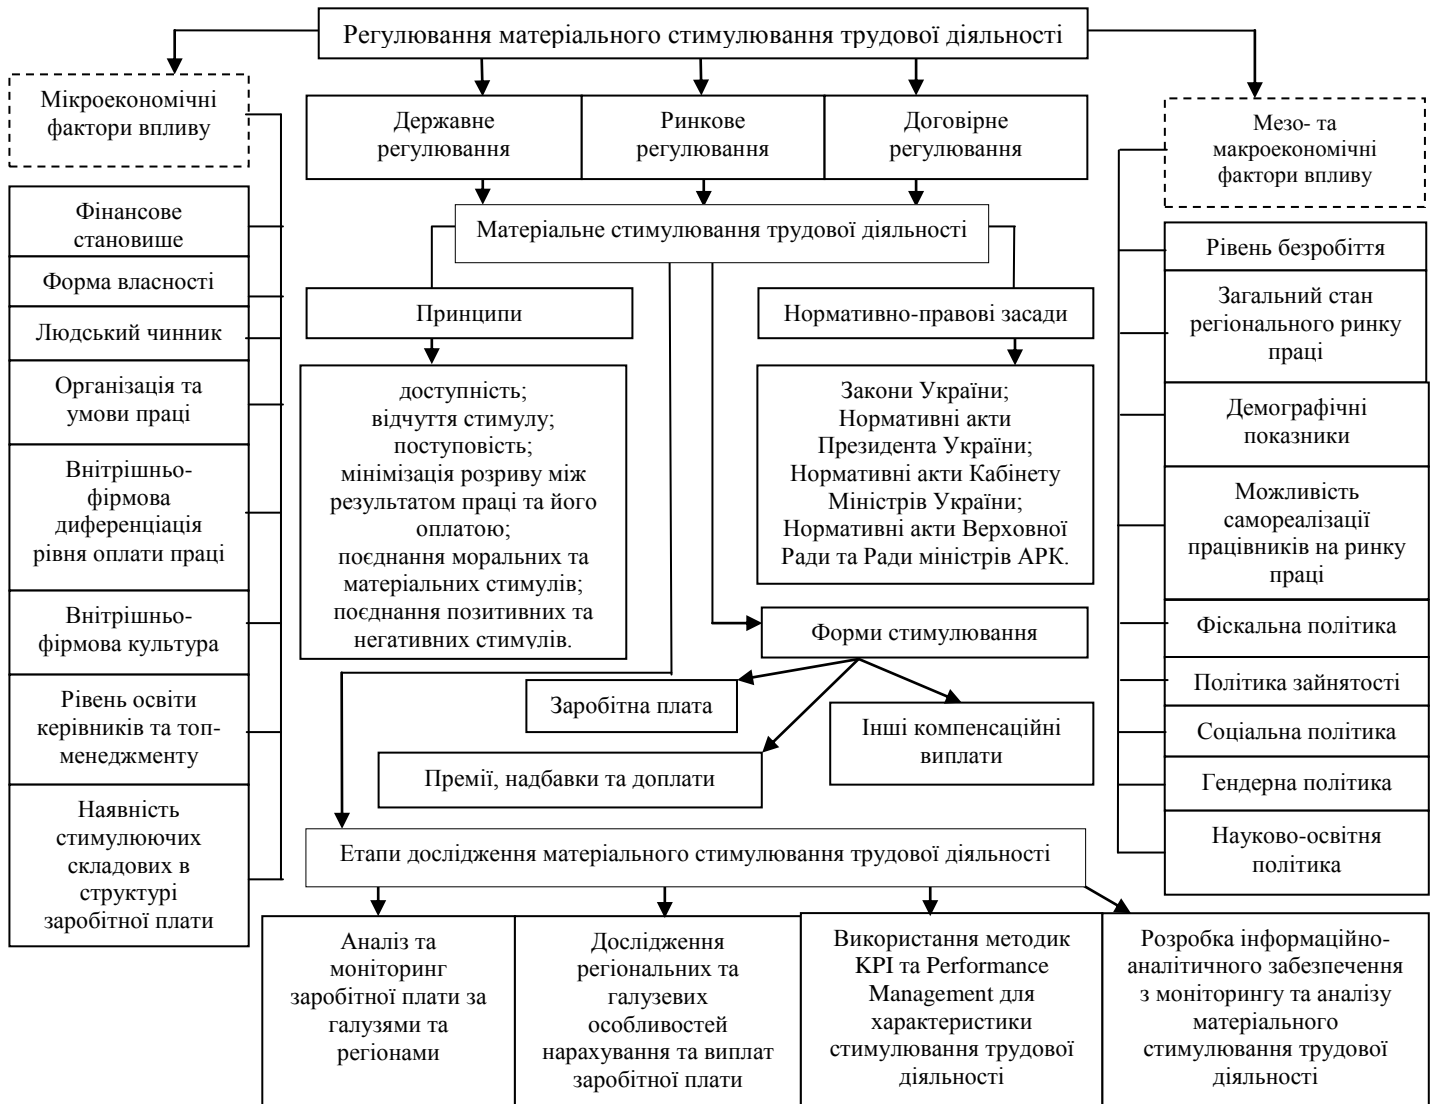 Регулювання матеріального стимулювання трудової діяльності
Мікроекономічні
фактори впливу
Державне
регулювання
Ринкове
регулювання
Договірне
регулювання
Мезо- та
макроекономічні
фактори впливу
Матеріальне стимулювання трудової діяльності
Фінансове
становише
Форма власності
Людський чинник
Організація та
умови праці
Внітрішньо-
фірмова
диференціація
рівня оплати праці
Внітрішньо-
фірмова культура
Рівень освіти
керівників та топ-
менеджменту
Наявність
стимулюючих
складових в
структурі
заробітної плати
Принципи
доступність;
відчуття стимулу;
поступовість;
мінімізація розриву між
результатом праці та його
оплатою;
поєднання моральних та
матеріальних стимулів;
поєднання позитивних та
негативних стимулів.
Нормативно-правові засади
Закони України;
Нормативні акти
Президента України;
Нормативні акти Кабінету
Міністрів України;
Нормативні акти Верховної
Ради та Ради міністрів АРК.
Форми стимулювання
Заробітна плата
Інші компенсаційні
виплати
Премії, надбавки та доплати
Рівень безробіття
Загальний стан
регіонального ринку
праці
Демографічні
показники
Можливість
самореалізації
працівників на ринку
праці
Фіскальна політика
Політика зайнятості
Соціальна політика
Гендерна політика
Науково-освітня
політика
Етапи дослідження матеріального стимулювання трудової діяльності
Аналіз та
моніторинг
заробітної плати за
галузями та
регіонами
Дослідження
регіональних та
галузевих
особливостей
нарахування та виплат
заробітної плати
Використання методик
KPI та Performance
Management для
характеристики
стимулювання трудової
діяльності
Розробка інформаційно-
аналітичного забезпечення
з моніторингу та аналізу
матеріального
стимулювання трудової
діяльності